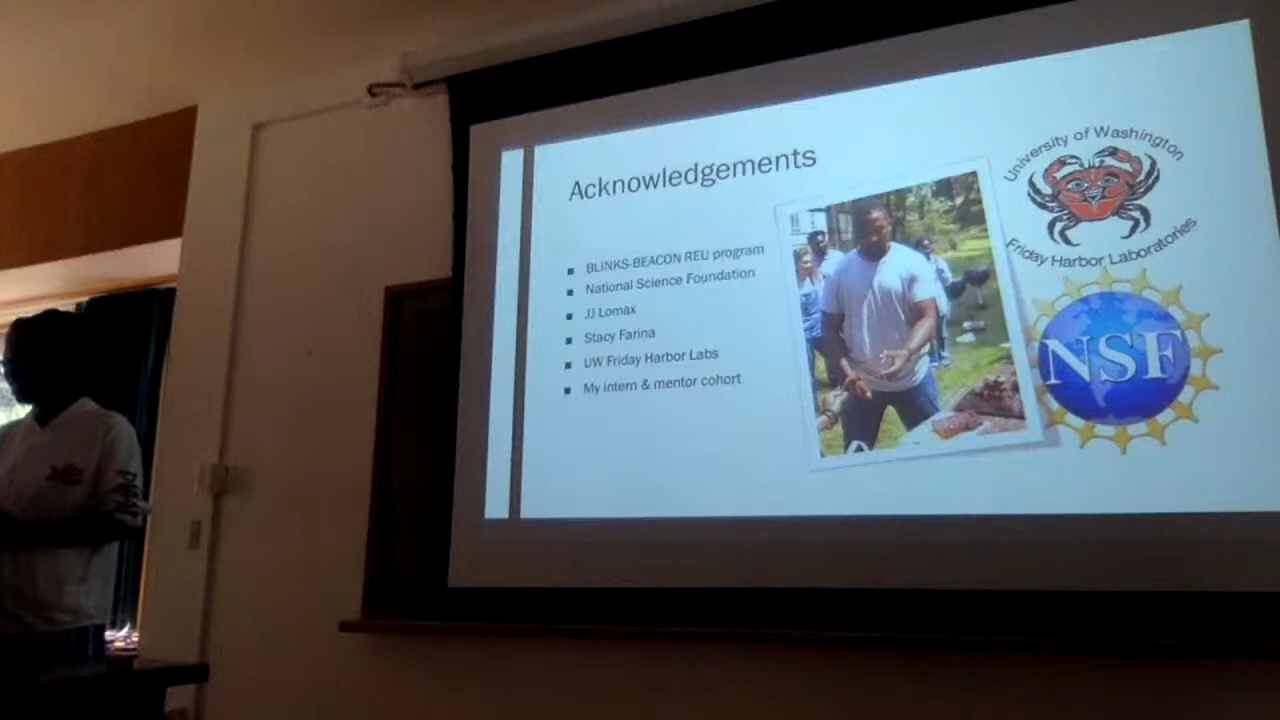 Acknowledgements
BLINKS-BEACON REU program
National Science Foundation
JJ Lomax
Stacy Farina
UW Friday Harbor Labs
My intern & mentor cohort
University of Washington
Friday Harbor Laboratories
NSF